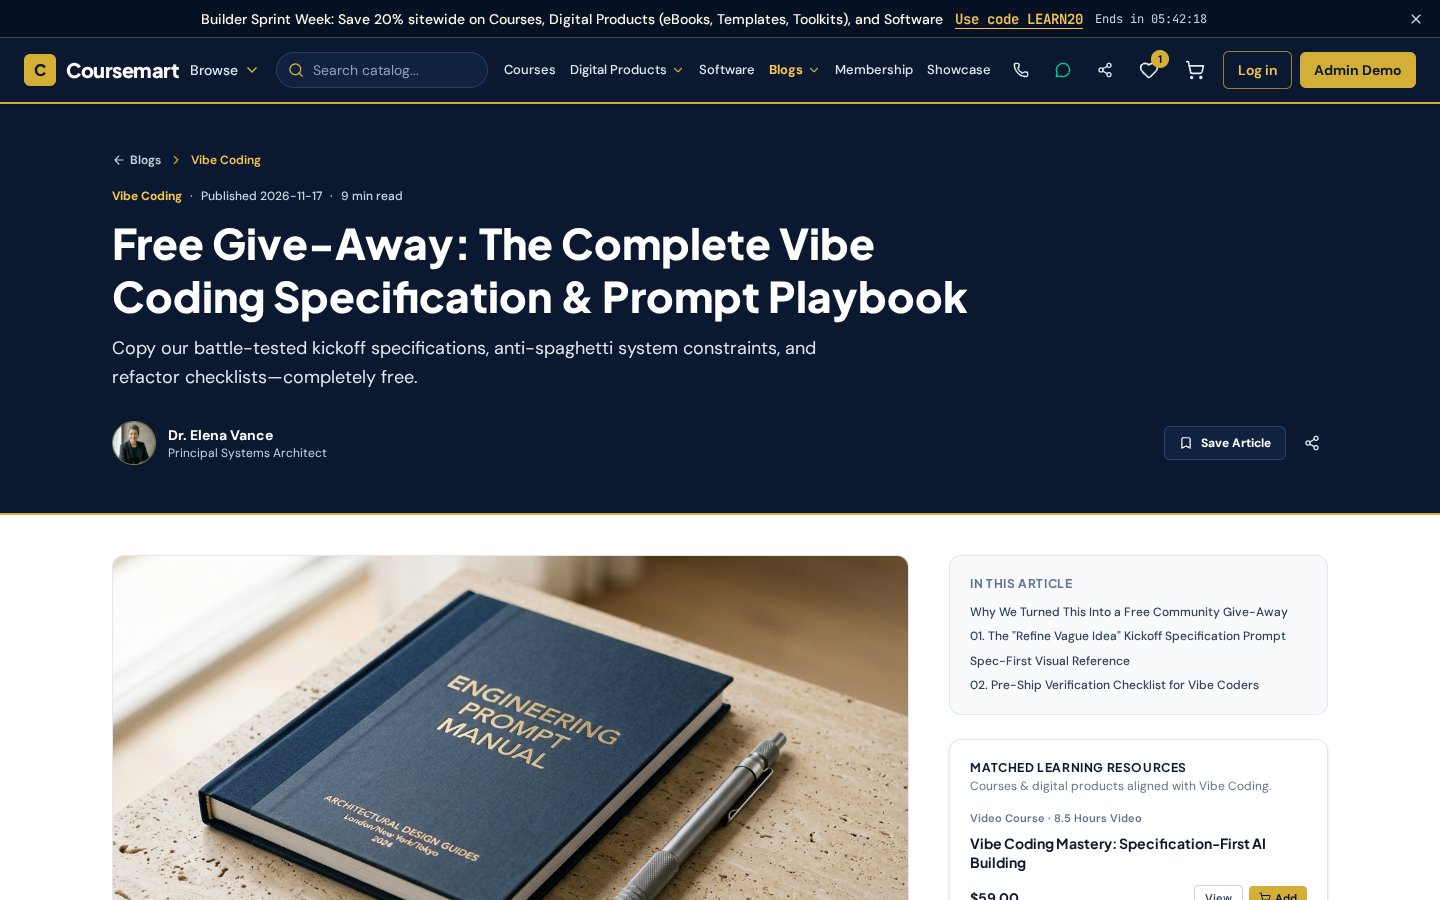 Builder Sprint Week: Save 20% sitewide on Courses, Digital Products (eBooks, Templates, Toolkits), and Software Use code LEARN20 Ends in 05:42:18
C Coursemart Browse Search catalog... Courses Digital Products Software Blogs Membership Showcase 1 Log in Admin Demo
Blogs Vibe Coding
Vibe Coding · Published 2026-11-17 · 9 min read
Free Give-Away: The Complete Vibe
Coding Specification & Prompt Playbook
Copy our battle-tested kickoff specifications, anti-spaghetti system constraints, and
refactor checklists—completely free.
Dr. Elena Vance
Principal Systems Architect
Save Article
ENGINEERING
PROMPT
MANUAL
ARCHITECTURAL DESIGN GUIDES
London/New York/Tokyo
2024
IN THIS ARTICLE
Why We Turned This Into a Free Community Give-Away
01. The "Refine Vague Idea" Kickoff Specification Prompt
Spec-First Visual Reference
02. Pre-Ship Verification Checklist for Vibe Coders
MATCHED LEARNING RESOURCES
Courses & digital products aligned with Vibe Coding.
Video Course · 8.5 Hours Video
Vibe Coding Mastery: Specification-First AI
Building
$59.00 View Add